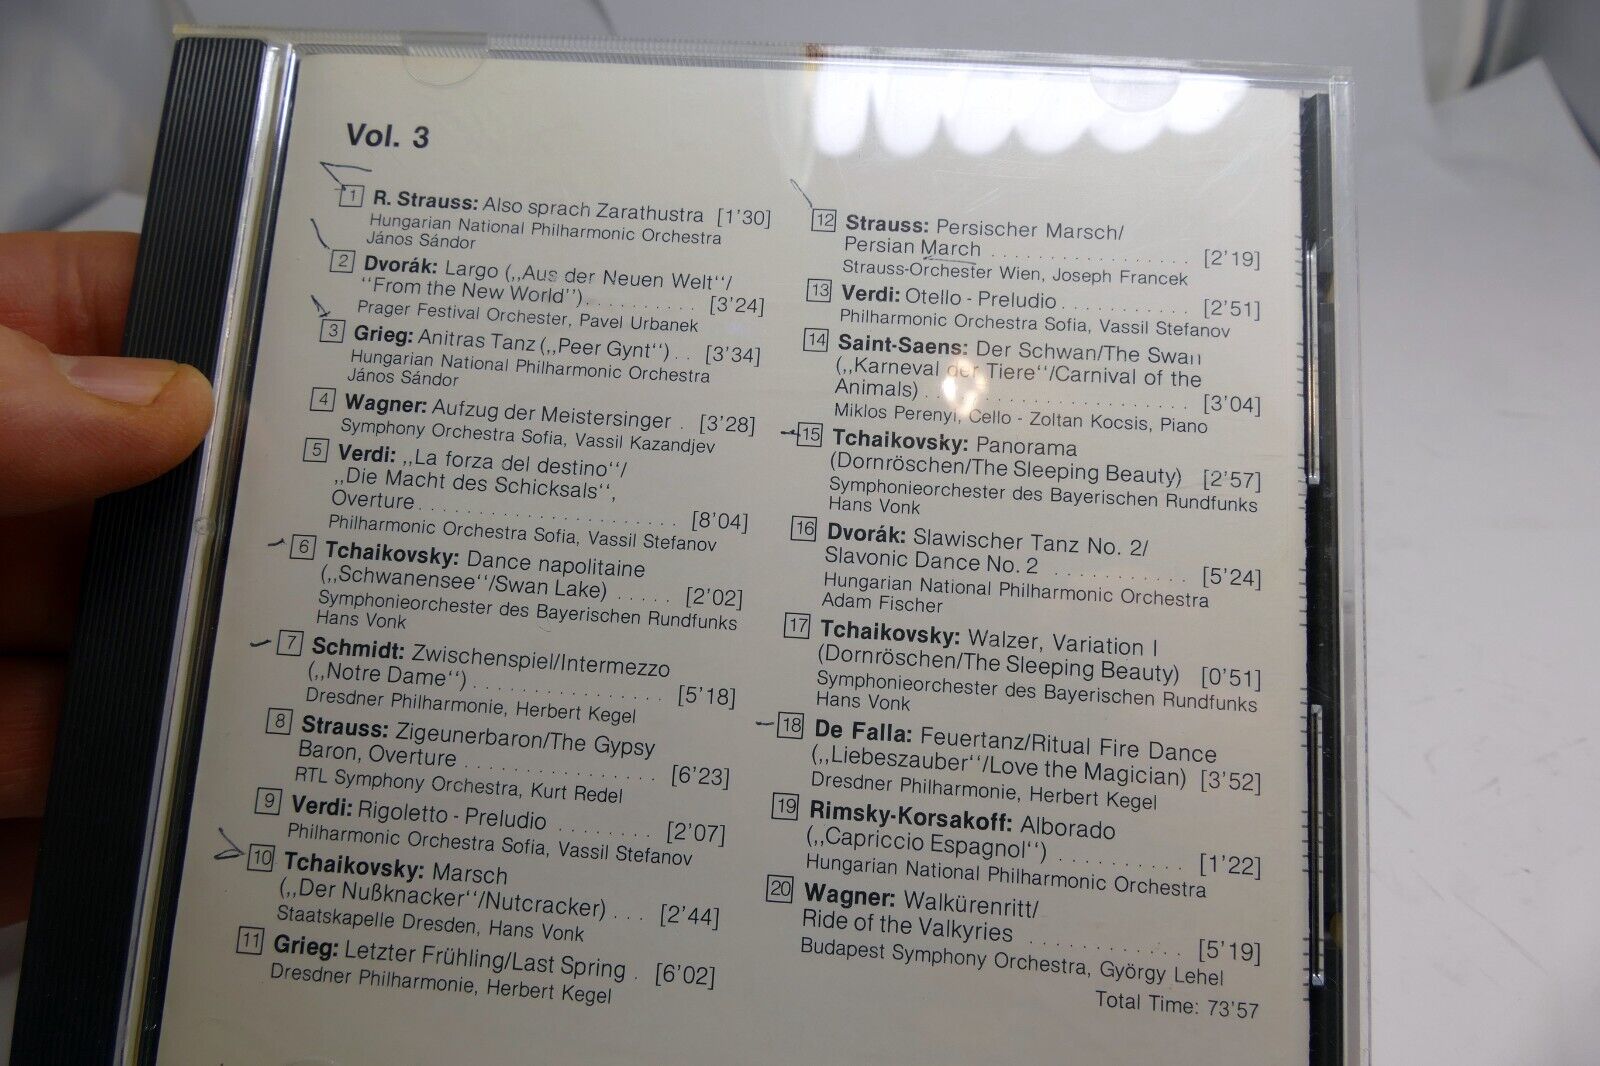 Vol. 3
1 R. Strauss: Also sprach Zarathustra [1'30]
Hungarian National Philharmonic Orchestra
János Sándor
2 Dvorák: Largo (,,Aus der Neuen Welt''/
''From the New World'').......... [3'24]
Prager Festival Orchester, Pavel Urbanek
3 Grieg: Anitras Tanz (,,Peer Gynt'').. [3'34]
Hungarian National Philharmonic Orchestra
János Sándor
4 Wagner: Aufzug der Meistersinger . [3'28]
Symphony Orchestra Sofia, Vassil Kazandjev
5 Verdi: ,,La forza del destino''/
,,Die Macht des Schicksals'',
Overture....................... [8'04]
Philharmonic Orchestra Sofia, Vassil Stefanov
6 Tchaikovsky: Dance napolitaine
(,,Schwanensee''/Swan Lake) ..... [2'02]
Symphonieorchester des Bayerischen Rundfunks
Hans Vonk
7 Schmidt: Zwischenspiel/Intermezzo
(,,Notre Dame'').................. [5'18]
Dresdner Philharmonie, Herbert Kegel
8 Strauss: Zigeunerbaron/The Gypsy
Baron, Overture ................. [6'23]
RTL Symphony Orchestra, Kurt Redel
9 Verdi: Rigoletto - Preludio ........ [2'07]
Philharmonic Orchestra Sofia, Vassil Stefanov
10 Tchaikovsky: Marsch
(,,Der Nußknacker''/Nutcracker) ... [2'44]
Staatskapelle Dresden, Hans Vonk
11 Grieg: Letzter Frühling/Last Spring . [6'02]
Dresdner Philharmonie, Herbert Kegel
12 Strauss: Persischer Marsch/
Persian March .................. [2'19]
Strauss-Orchester Wien, Joseph Francek
13 Verdi: Otello - Preludio............ [2'51]
Philharmonic Orchestra Sofia, Vassil Stefanov
14 Saint-Saens: Der Schwan/The Swan
(,,Karneval der Tiere''/Carnival of the
Animals) ........................ [3'04]
Miklos Perenyi, Cello - Zoltan Kocsis, Piano
15 Tchaikovsky: Panorama
(Dornröschen/The Sleeping Beauty) [2'57]
Symphonieorchester des Bayerischen Rundfunks
Hans Vonk
16 Dvorák: Slawischer Tanz No. 2/
Slavonic Dance No. 2 ............ [5'24]
Hungarian National Philharmonic Orchestra
Adam Fischer
17 Tchaikovsky: Walzer, Variation I
(Dornröschen/The Sleeping Beauty) [0'51]
Symphonieorchester des Bayerischen Rundfunks
Hans Vonk
18 De Falla: Feuertanz/Ritual Fire Dance
(,,Liebeszauber''/Love the Magician) [3'52]
Dresdner Philharmonie, Herbert Kegel
19 Rimsky-Korsakoff: Alborado
(,,Capriccio Espagnol'') ........... [1'22]
Hungarian National Philharmonic Orchestra
20 Wagner: Walkürenritt/
Ride of the Valkyries .............. [5'19]
Budapest Symphony Orchestra, György Lehel
Total Time: 73'57